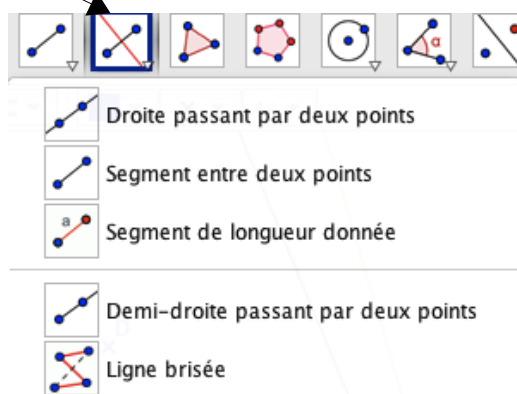 α
Droite passant par deux points
Segment entre deux points
a
Segment de longueur donnée
Demi-droite passant par deux points
Ligne brisée